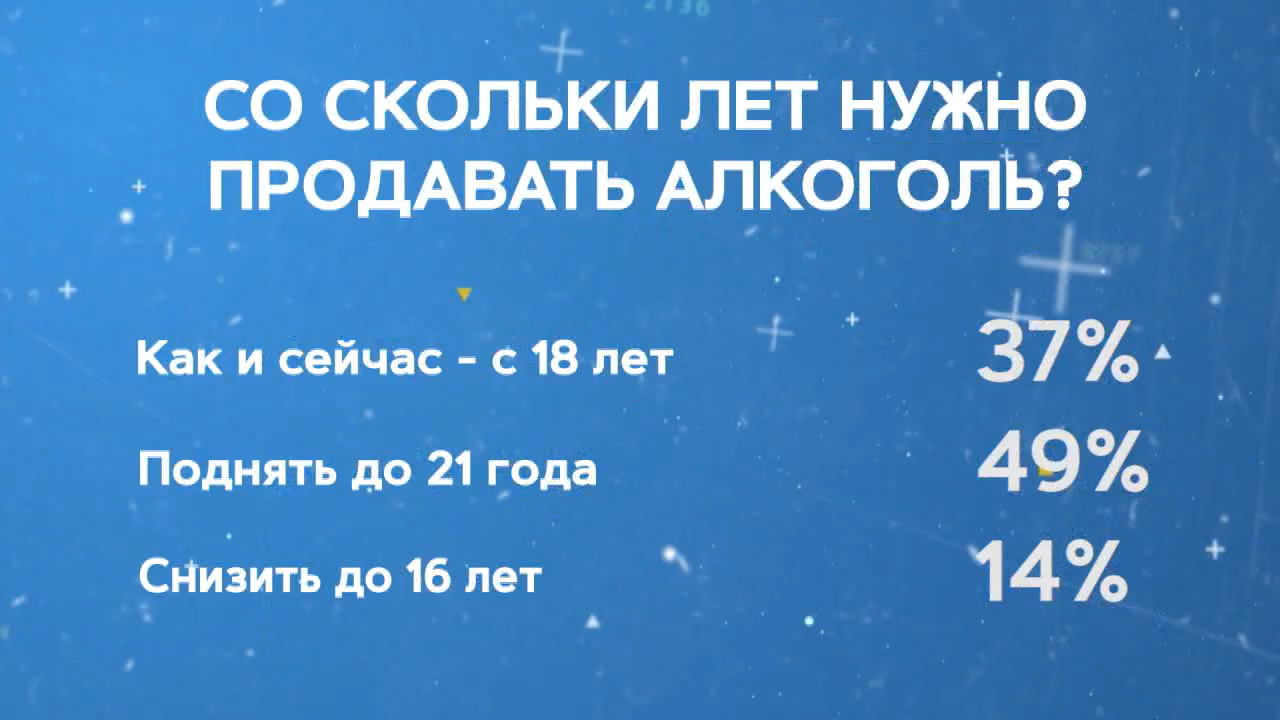 СО СКОЛЬКИ ЛЕТ НУЖНО
ПРОДАВАТЬ АЛКОГОЛЬ?
Как и сейчас - с 18 лет 37%
Поднять до 21 года 49%
Снизить до 16 лет 14%